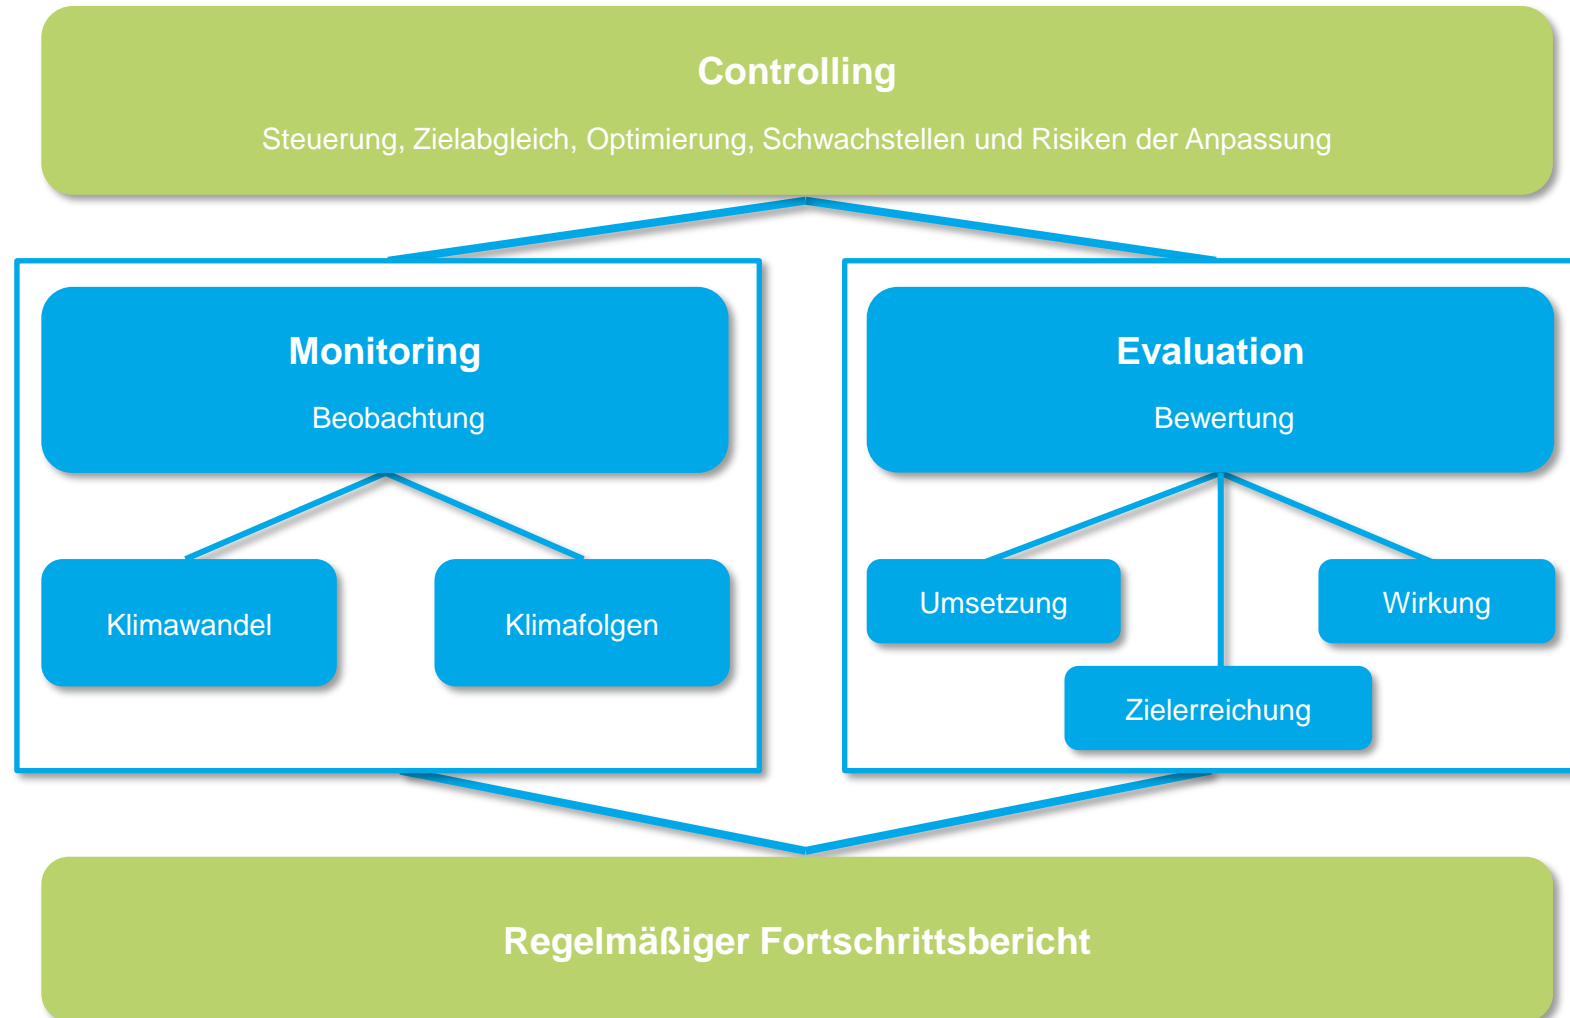 Controlling
Steuerung, Zielabgleich, Optimierung, Schwachstellen und Risiken der Anpassung
Monitoring
Beobachtung
Klimawandel
Klimafolgen
Evaluation
Bewertung
Umsetzung
Wirkung
Zielerreichung
Regelmäßiger Fortschrittsbericht